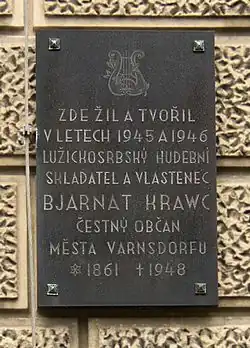 ZDE ŽIL A TVOŘIL
V LETECH 1945 A 1946
LUŽICKOSRBSKÝ HUDEBNÍ
SKLADATEL A VLASTENEC
BJARNAT KRAWC
ČESTNÝ OBČAN
MĚSTA VARNSDORFU
✡ 1861 ✝ 1948